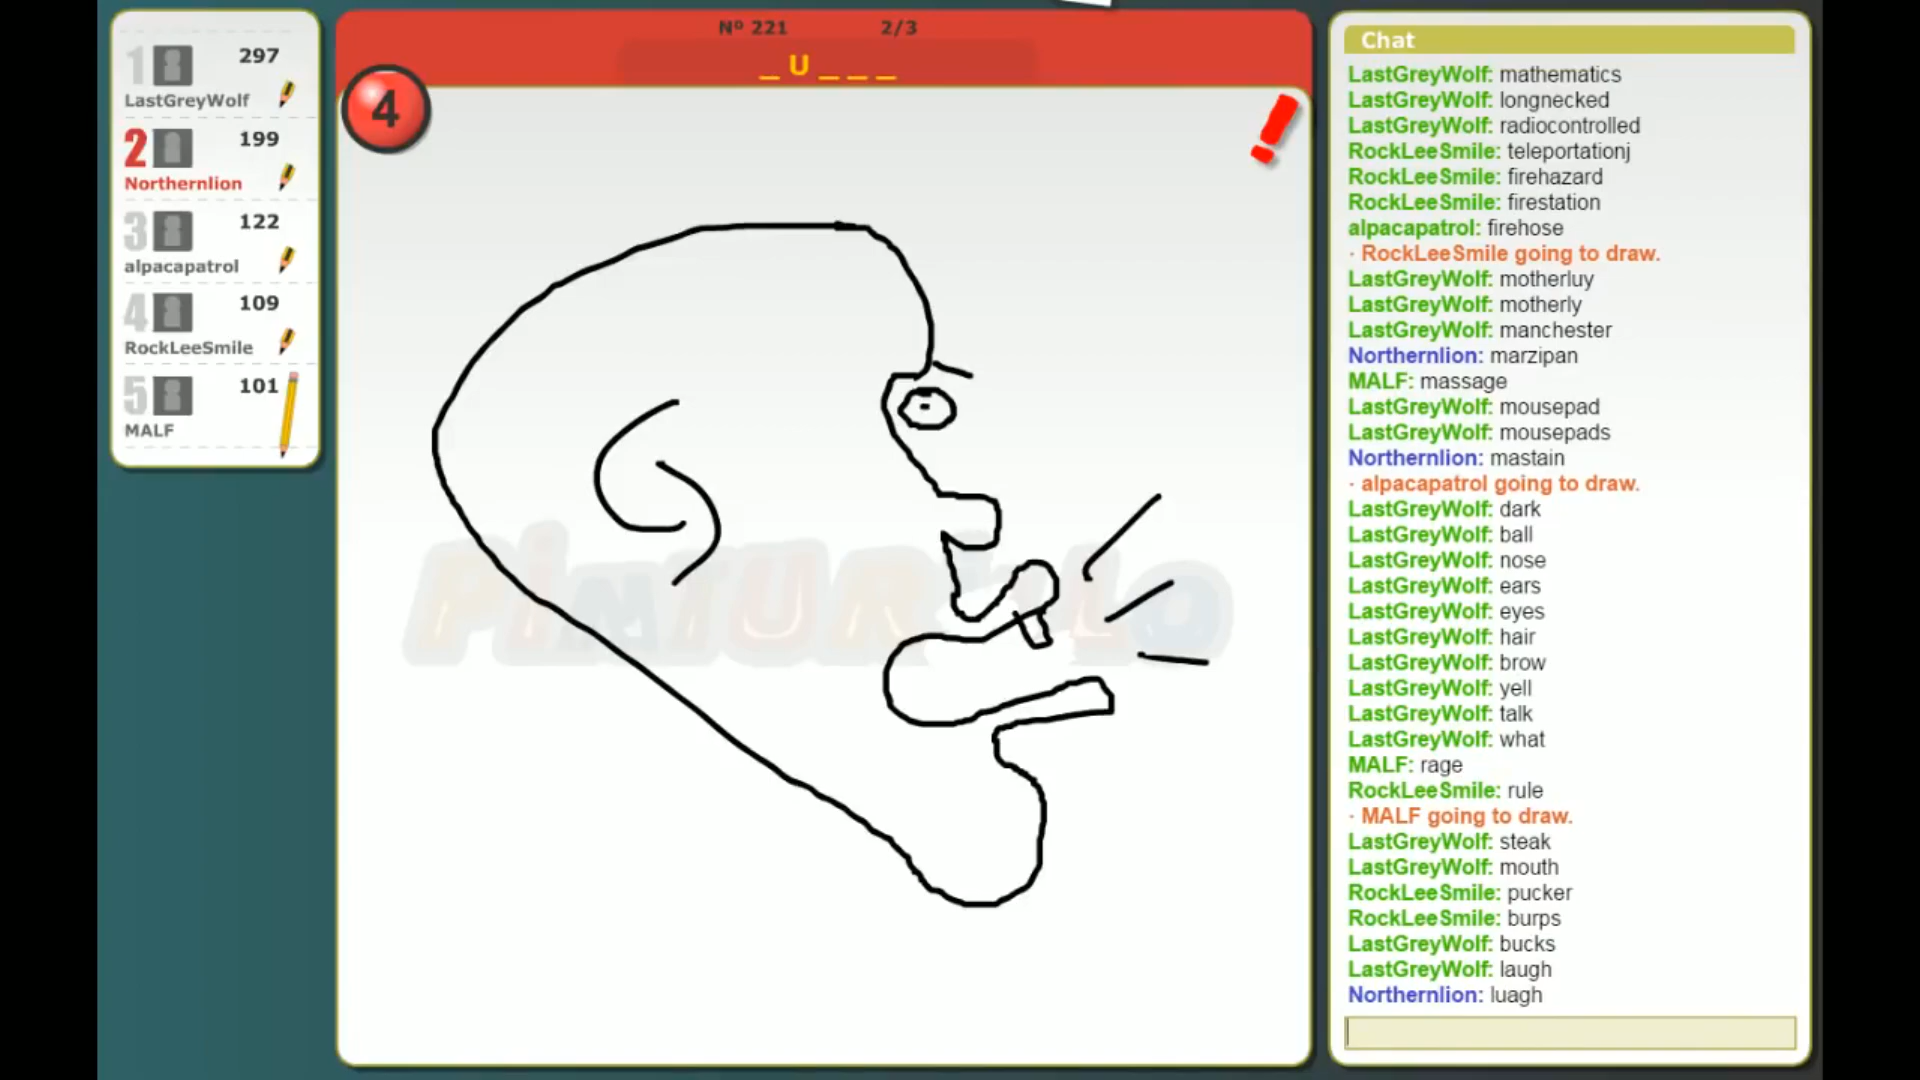 Nº 221 2/3
_ U _ _ _
4
1 297
LastGreyWolf
2 199
Northernlion
3 122
alpacapatrol
4 109
RockLeeSmile
5 101
MALF
PINTURILLO
Chat
LastGreyWolf: mathematics
LastGreyWolf: longnecked
LastGreyWolf: radiocontrolled
RockLeeSmile: teleportationj
RockLeeSmile: firehazard
RockLeeSmile: firestation
alpacapatrol: firehose
· RockLeeSmile going to draw.
LastGreyWolf: motherluy
LastGreyWolf: motherly
LastGreyWolf: manchester
Northernlion: marzipan
MALF: massage
LastGreyWolf: mousepad
LastGreyWolf: mousepads
Northernlion: mastain
· alpacapatrol going to draw.
LastGreyWolf: dark
LastGreyWolf: ball
LastGreyWolf: nose
LastGreyWolf: ears
LastGreyWolf: eyes
LastGreyWolf: hair
LastGreyWolf: brow
LastGreyWolf: yell
LastGreyWolf: talk
LastGreyWolf: what
MALF: rage
RockLeeSmile: rule
· MALF going to draw.
LastGreyWolf: steak
LastGreyWolf: mouth
RockLeeSmile: pucker
RockLeeSmile: burps
LastGreyWolf: bucks
LastGreyWolf: laugh
Northernlion: luagh